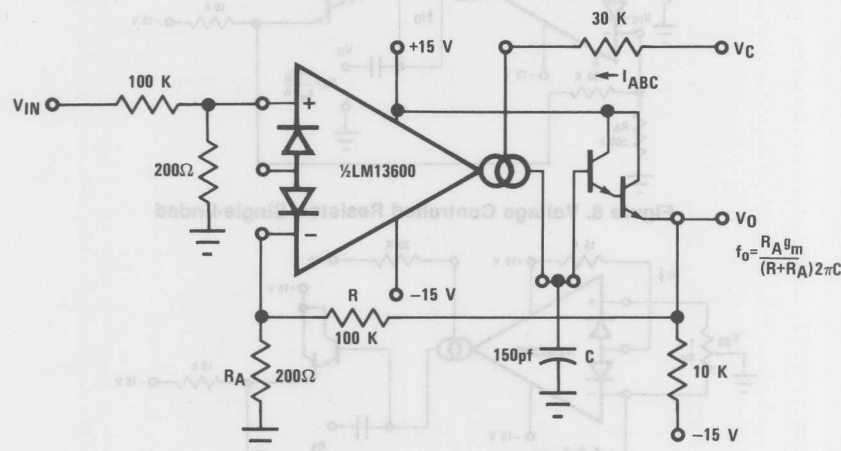 30 K
+15 V
V_C
I_ABC
100 K
V_IN
+
200Ω
½LM13600
V_O
−
f_o = R_A g_m / (R+R_A) 2πC
−15 V
R
100 K
150pf
C
R_A
200Ω
10 K
−15 V
Figure 6. Voltage Controlled Resistor, Single-Ended